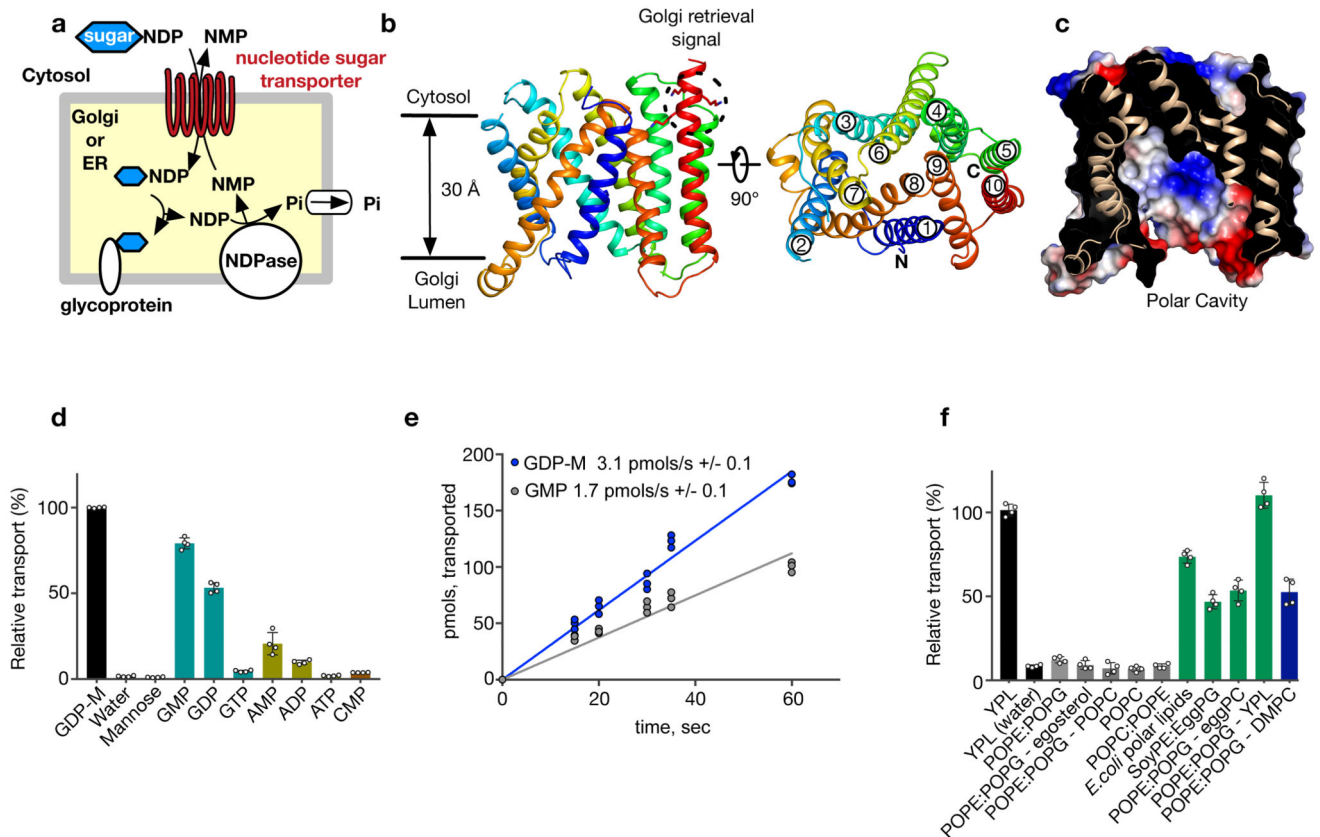 a
sugar NDP NMP
nucleotide sugar
transporter
Cytosol
Golgi
or
ER
NDP
NMP
NDP
Pi
Pi
NDPase
glycoprotein
b
Golgi retrieval
signal
Cytosol
30 Å
Golgi
Lumen
90°
3
4
5
6
9
C
7
8
10
2
1
N
c
Polar Cavity
d
Relative transport (%)
100
50
0
GDP-M
Water
Mannose
GMP
GDP
GTP
AMP
ADP
ATP
CMP
e
pmols, transported
200
150
100
50
0
GDP-M 3.1 pmols/s +/- 0.1
GMP 1.7 pmols/s +/- 0.1
0
20
40
60
time, sec
f
Relative transport (%)
100
50
0
YPL
YPL (water)
POPE:POPG
POPE:POPG - egosterol
POPE:POPG - POPC
POPC
POPC:POPE
E.coli polar lipids
SoyPE:EggPG
POPE:POPG - eggPC
POPE:POPG - YPL
POPE:POPG - DMPC